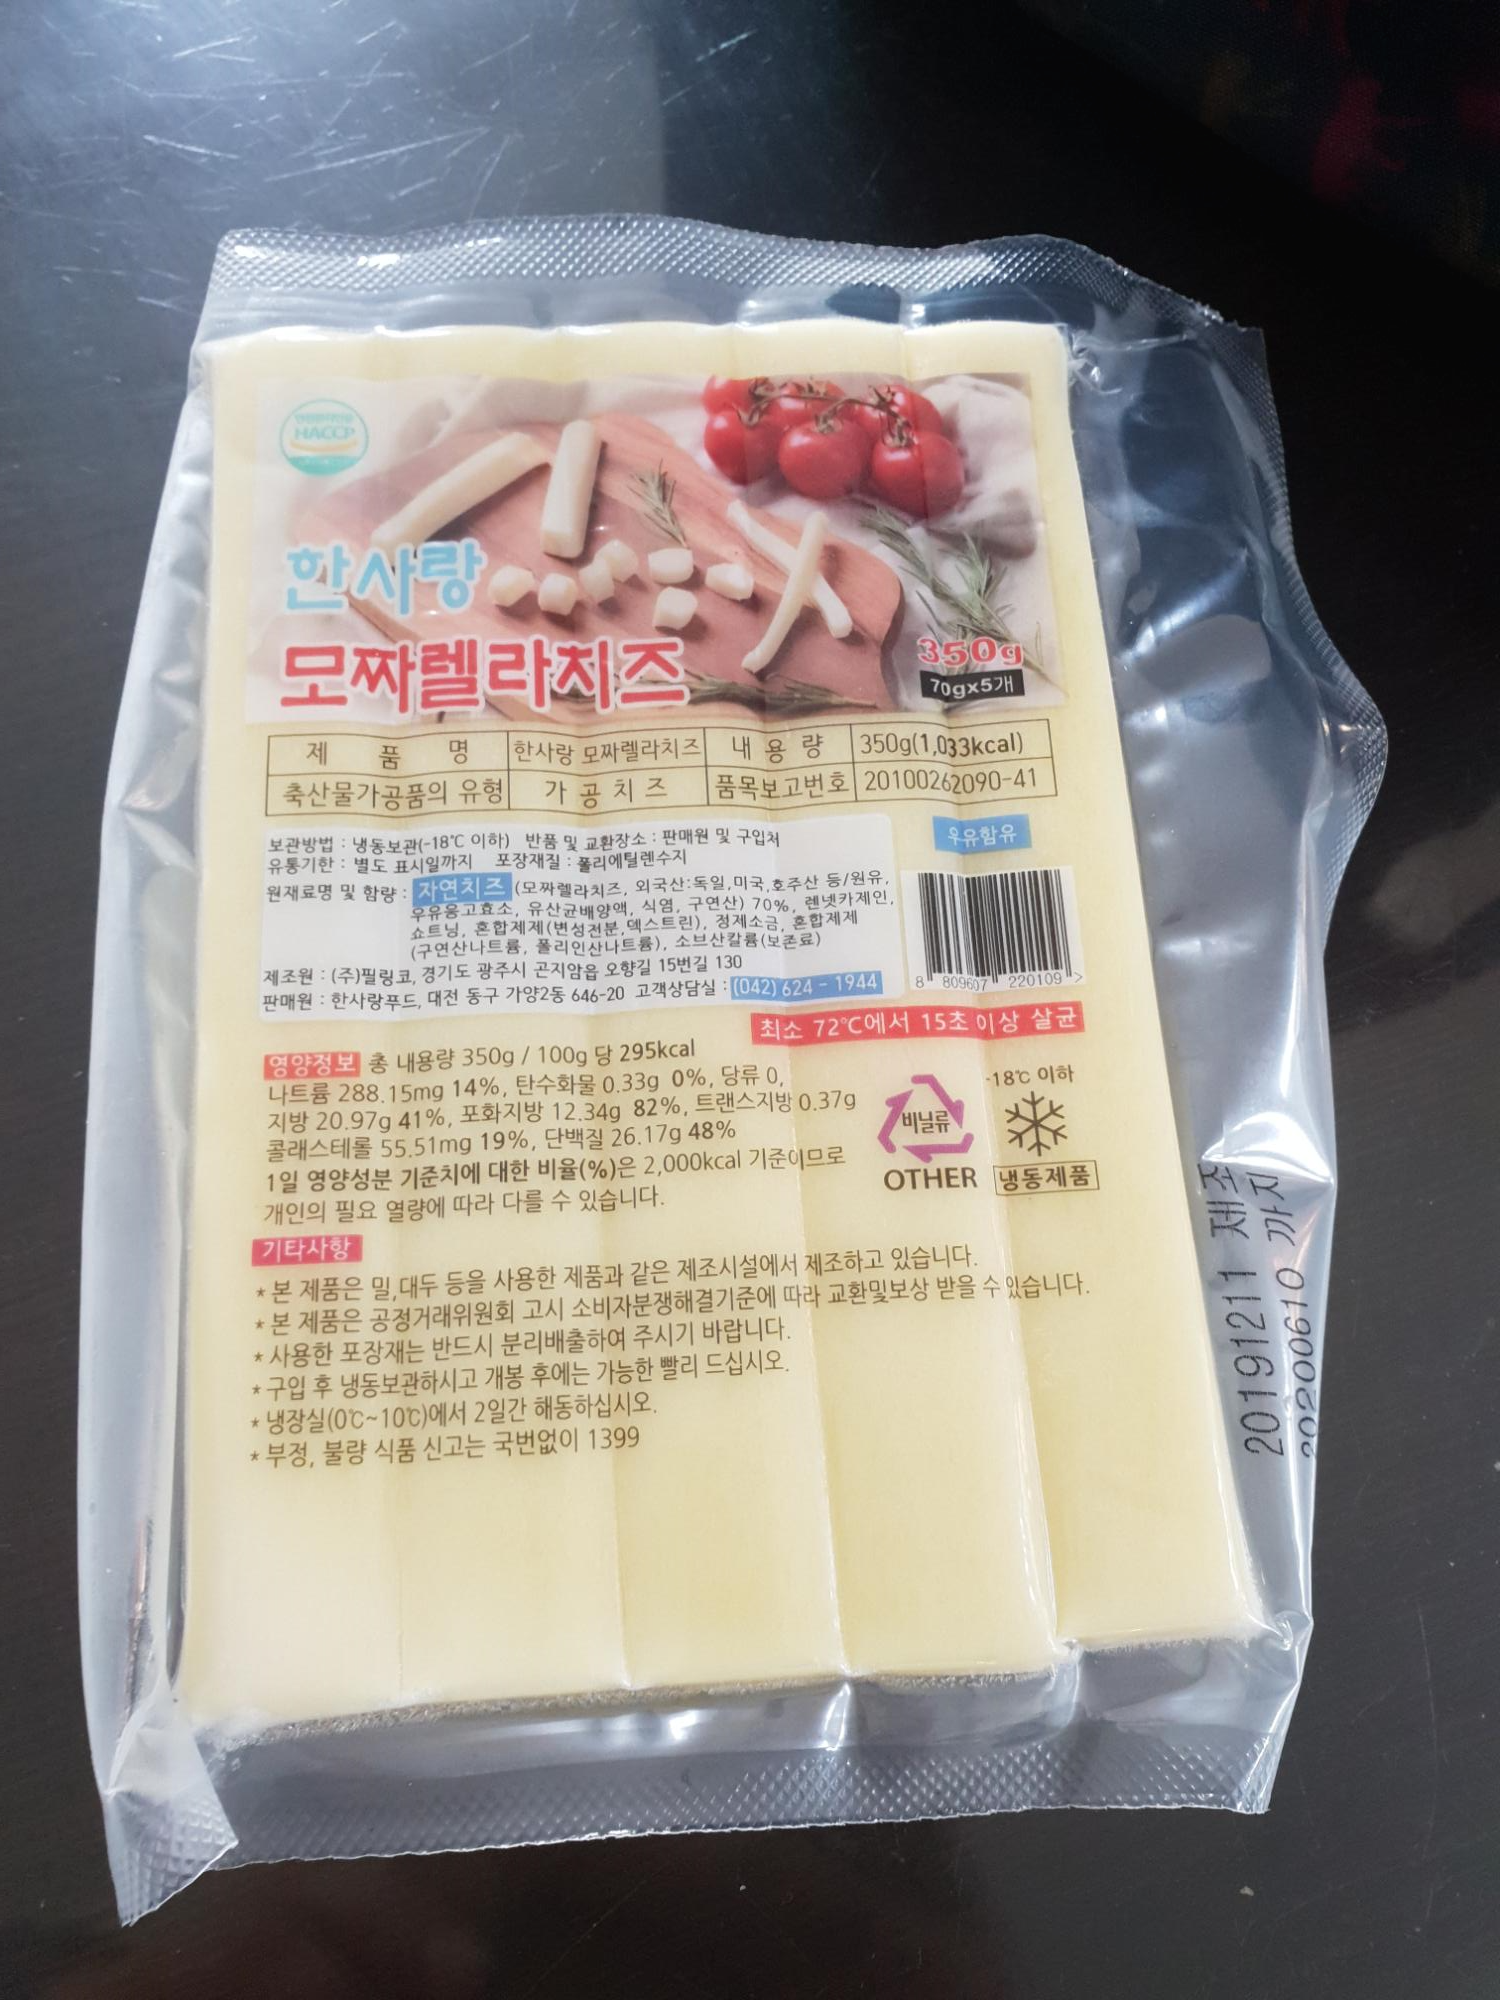 HACCP
한사랑
모짜렐라치즈
350g
70gx5개
제 품 명 한사랑 모짜렐라치즈 내 용 량 350g(1,033kcal)
축산물가공품의 유형 가 공 치 즈 품목보고번호 20100262090-41
보관방법 : 냉동보관(-18℃ 이하) 반품 및 교환장소 : 판매원 및 구입처
유통기한 : 별도 표시일까지 포장재질 : 폴리에틸렌수지
우유함유
원재료명 및 함량 : 자연치즈 (모짜렐라치즈, 외국산:독일,미국,호주산 등/원유,
우유응고효소, 유산균배양액, 식염, 구연산) 70%, 렌넷카제인,
쇼트닝, 혼합제제(변성전분,덱스트린), 정제소금, 혼합제제
(구연산나트륨, 폴리인산나트륨), 소브산칼륨(보존료)
제조원 : (주)필링코, 경기도 광주시 곤지암읍 오향길 15번길 130
판매원 : 한사랑푸드, 대전 동구 가양2동 646-20 고객상담실 : (042) 624 - 1944
8 809607 220109 >
최소 72℃에서 15초 이상 살균
영양정보 총 내용량 350g / 100g 당 295kcal
나트륨 288.15mg 14%, 탄수화물 0.33g 0%, 당류 0,
지방 20.97g 41%, 포화지방 12.34g 82%, 트랜스지방 0.37g
콜래스테롤 55.51mg 19%, 단백질 26.17g 48%
1일 영양성분 기준치에 대한 비율(%)은 2,000kcal 기준이므로
개인의 필요 열량에 따라 다를 수 있습니다.
비닐류
OTHER
-18℃ 이하
냉동제품
기타사항
* 본 제품은 밀,대두 등을 사용한 제품과 같은 제조시설에서 제조하고 있습니다.
* 본 제품은 공정거래위원회 고시 소비자분쟁해결기준에 따라 교환및보상 받을 수 있습니다.
* 사용한 포장재는 반드시 분리배출하여 주시기 바랍니다.
* 구입 후 냉동보관하시고 개봉 후에는 가능한 빨리 드십시오.
* 냉장실(0℃~10℃)에서 2일간 해동하십시오.
* 부정, 불량 식품 신고는 국번없이 1399
20191211 제조
20200610 까지